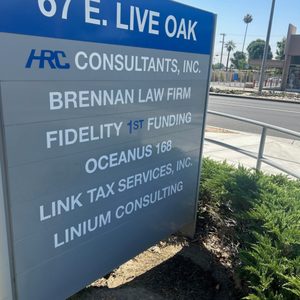 67 E. LIVE OAK
HRC CONSULTANTS, INC.
BRENNAN LAW FIRM
FIDELITY 1ST FUNDING
OCEANUS 168
LINK TAX SERVICES, INC.
LINIUM CONSULTING